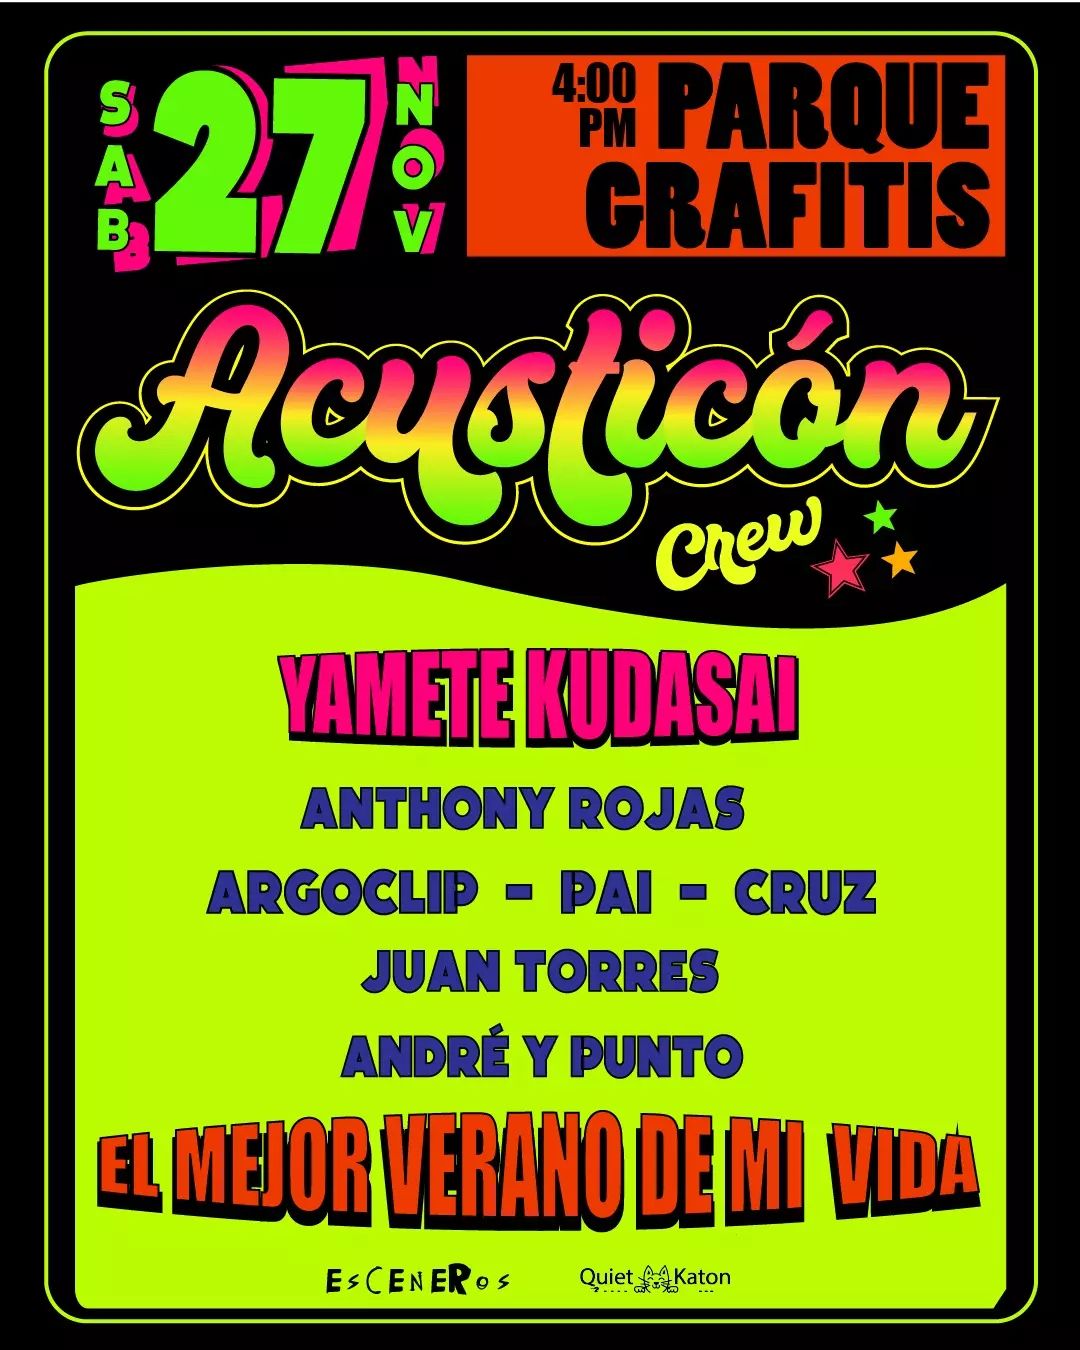 SAB 27 NOV
4:00 PM PARQUE
GRAFITIS
Acusticón
Crew
YAMETE KUDASAI
ANTHONY ROJAS
ARGOCLIP - PAI - CRUZ
JUAN TORRES
ANDRÉ Y PUNTO
EL MEJOR VERANO DE MI VIDA
EsCENERos
Quiet Katon